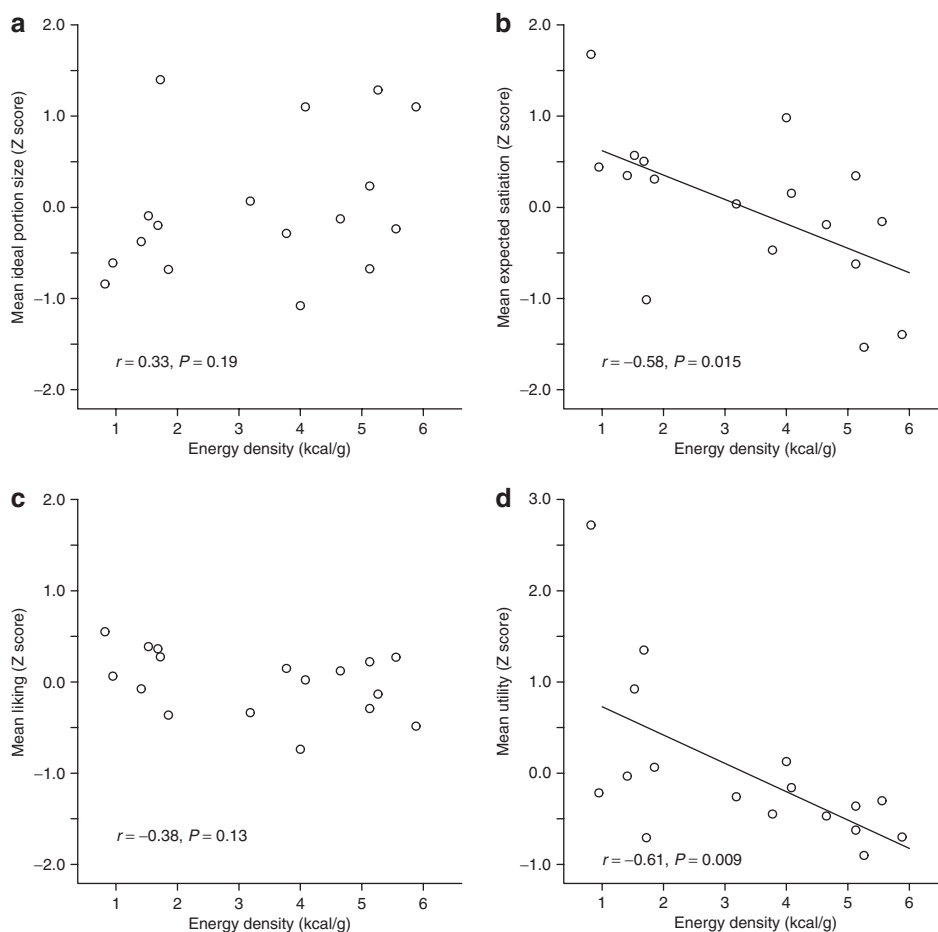 a
2.0
1.0
0.0
−1.0
−2.0
Mean ideal portion size (Z score)
r = 0.33, P = 0.19
1 2 3 4 5 6
Energy density (kcal/g)
b
2.0
1.0
0.0
−1.0
−2.0
Mean expected satiation (Z score)
r = −0.58, P = 0.015
1 2 3 4 5 6
Energy density (kcal/g)
c
2.0
1.0
0.0
−1.0
−2.0
Mean liking (Z score)
r = −0.38, P = 0.13
1 2 3 4 5 6
Energy density (kcal/g)
d
3.0
2.0
1.0
0.0
−1.0
Mean utility (Z score)
r = −0.61, P = 0.009
1 2 3 4 5 6
Energy density (kcal/g)